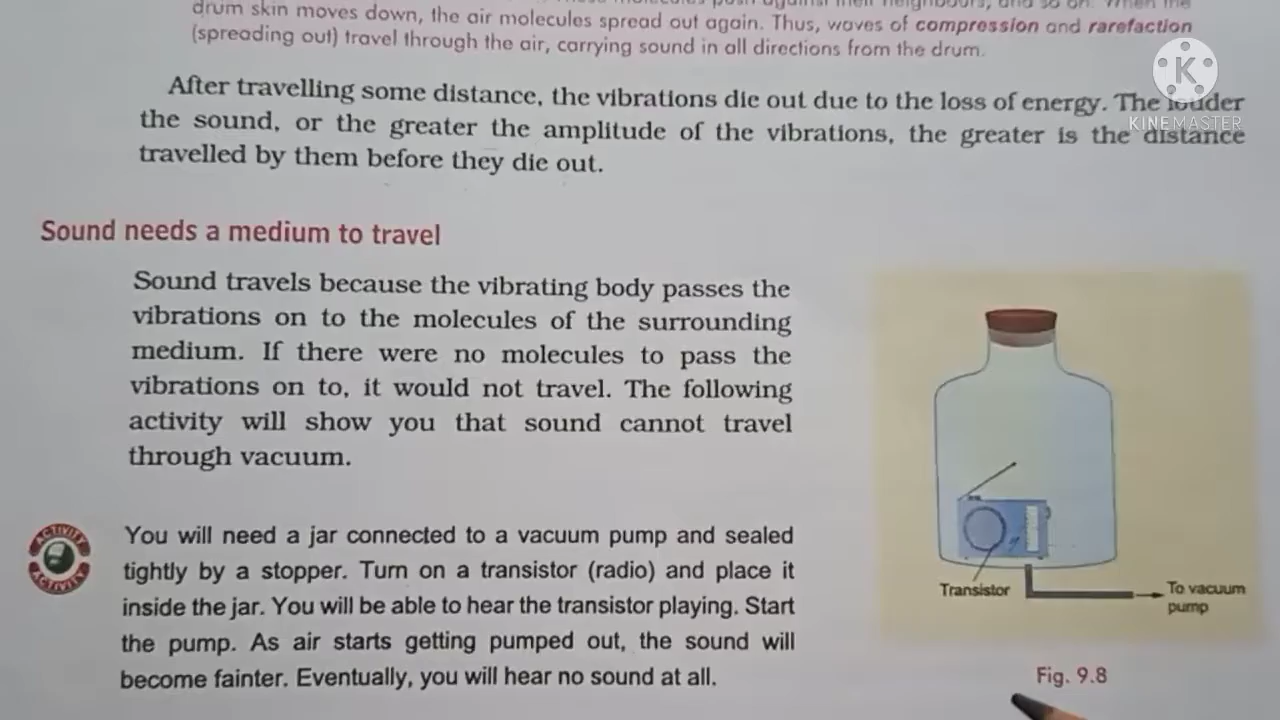 drum skin moves down, the air molecules spread out again. Thus, waves of compression and rarefaction
(spreading out) travel through the air, carrying sound in all directions from the drum.
After travelling some distance, the vibrations die out due to the loss of energy. The louder
the sound, or the greater the amplitude of the vibrations, the greater is the distance
travelled by them before they die out.
KINEMASTER
Sound needs a medium to travel
Sound travels because the vibrating body passes the
vibrations on to the molecules of the surrounding
medium. If there were no molecules to pass the
vibrations on to, it would not travel. The following
activity will show you that sound cannot travel
through vacuum.
ACTIVITY
ACTIVITY
You will need a jar connected to a vacuum pump and sealed
tightly by a stopper. Turn on a transistor (radio) and place it
inside the jar. You will be able to hear the transistor playing. Start
the pump. As air starts getting pumped out, the sound will
become fainter. Eventually, you will hear no sound at all.
Transistor
To vacuum
pump
Fig. 9.8